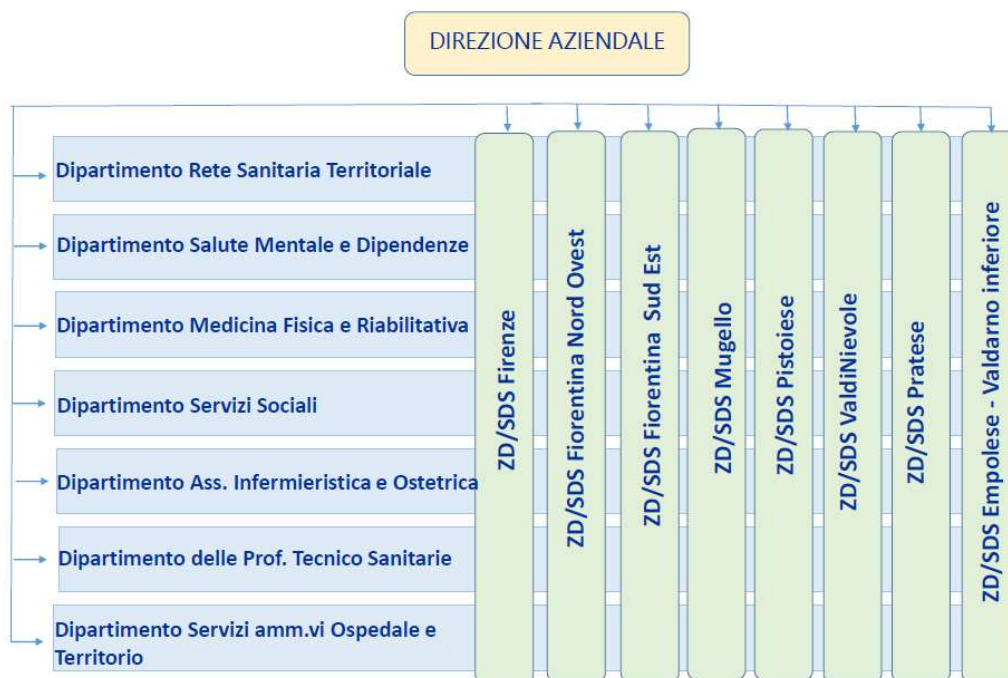 DIREZIONE AZIENDALE
Dipartimento Rete Sanitaria Territoriale
Dipartimento Salute Mentale e Dipendenze
Dipartimento Medicina Fisica e Riabilitativa
Dipartimento Servizi Sociali
Dipartimento Ass. Infermieristica e Ostetrica
Dipartimento delle Prof. Tecnico Sanitarie
Dipartimento Servizi amm.vi Ospedale e
Territorio
ZD/SDS Firenze
ZD/SDS Fiorentina Nord Ovest
ZD/SDS Fiorentina Sud Est
ZD/SDS Mugello
ZD/SDS Pistoiese
ZD/SDS ValdiNievole
ZD/SDS Pratese
ZD/SDS Empolese - Valdarno inferiore